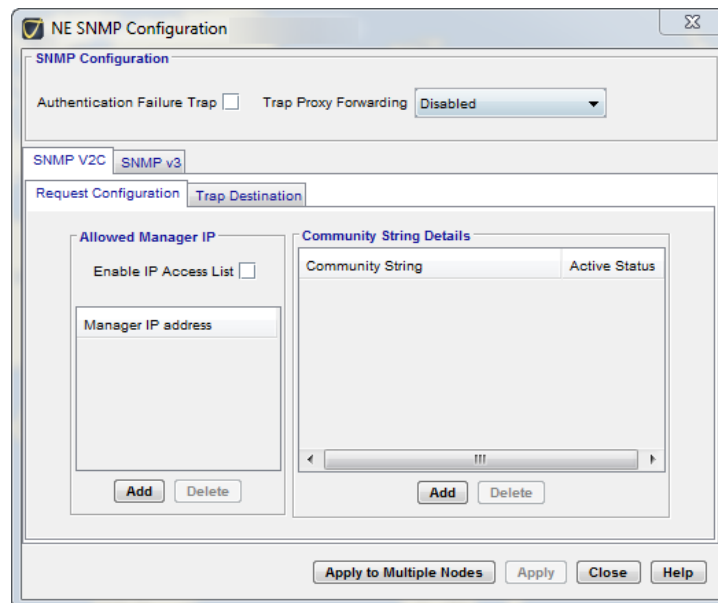 NE SNMP Configuration
SNMP Configuration
Authentication Failure Trap Trap Proxy Forwarding Disabled
SNMP V2C SNMP v3
Request Configuration Trap Destination
Allowed Manager IP
Enable IP Access List
Manager IP address
Add Delete
Community String Details
Community String Active Status
Add Delete
Apply to Multiple Nodes Apply Close Help